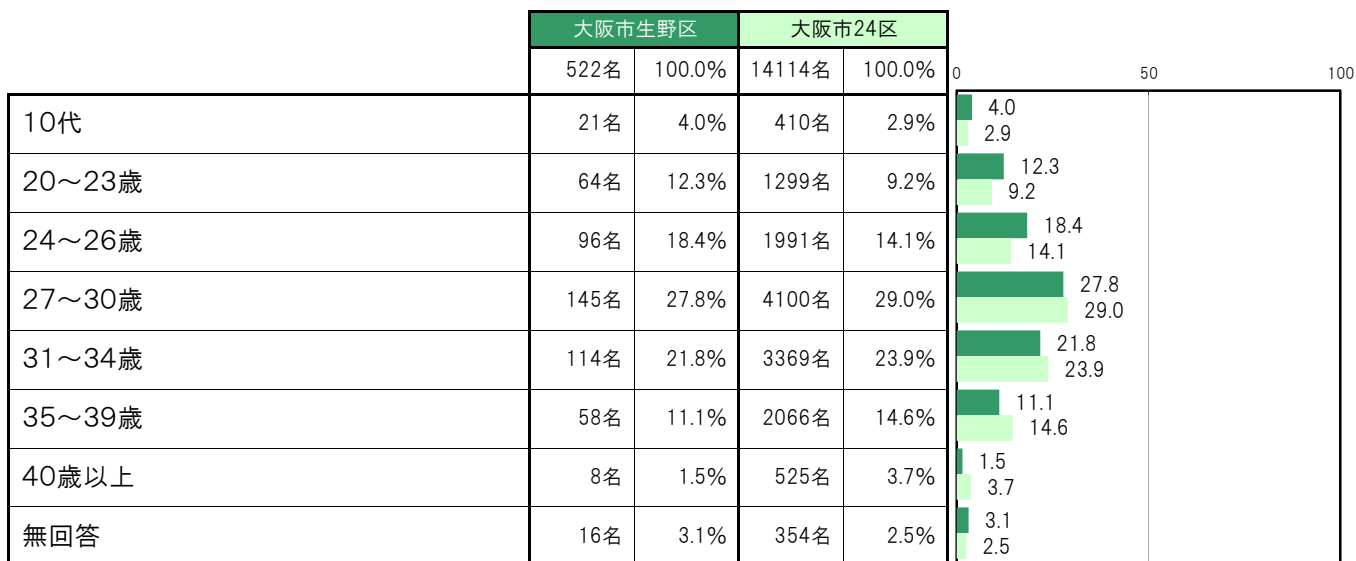 大阪市生野区 大阪市24区
522名 100.0% 14114名 100.0% 0 50 100
10代 21名 4.0% 410名 2.9% 4.0
2.9
20～23歳 64名 12.3% 1299名 9.2% 12.3
9.2
24～26歳 96名 18.4% 1991名 14.1% 18.4
14.1
27～30歳 145名 27.8% 4100名 29.0% 27.8
29.0
31～34歳 114名 21.8% 3369名 23.9% 21.8
23.9
35～39歳 58名 11.1% 2066名 14.6% 11.1
14.6
40歳以上 8名 1.5% 525名 3.7% 1.5
3.7
無回答 16名 3.1% 354名 2.5% 3.1
2.5